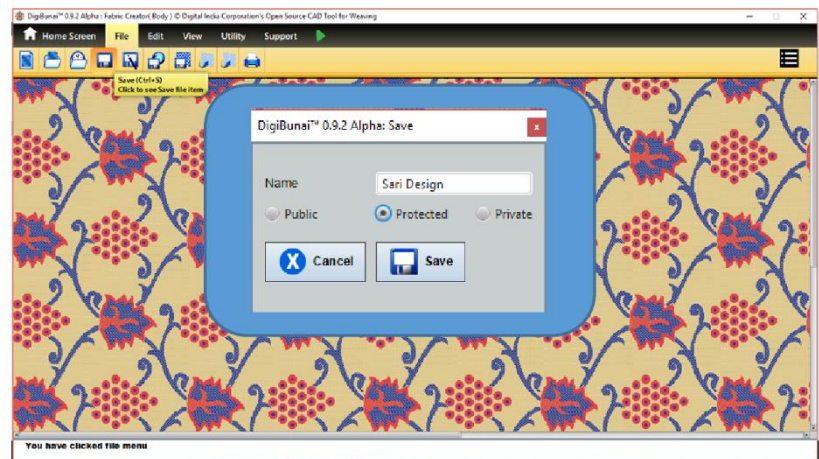 DigiBunai™ 0.9.2 Alpha : Fabric Creator( Body ) © Digital India Corporation's Open Source CAD Tool for Weaving
Home Screen File Edit View Utility Support
Save (Ctrl+S)
Click to see Save file item
DigiBunai™ 0.9.2 Alpha: Save
x
Name Sari Design
Public Protected Private
X Cancel Save
You have clicked file menu